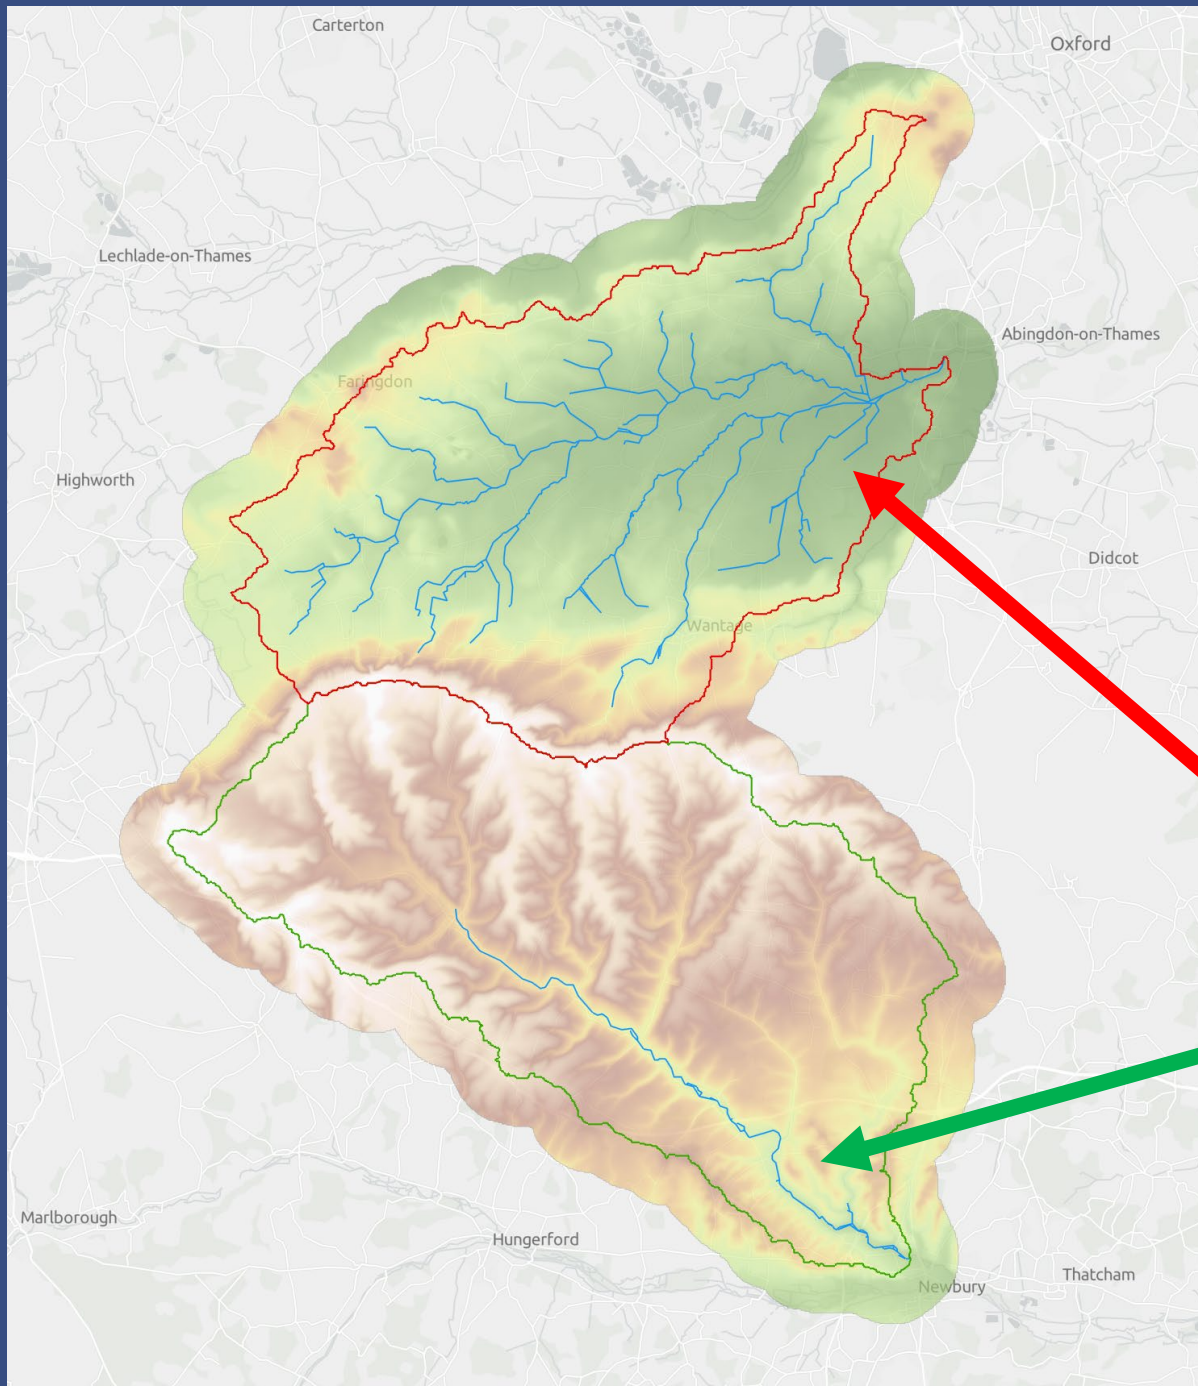 Carterton
Oxford
Lechlade-on-Thames
Abingdon-on-Thames
Faringdon
Highworth
Didcot
Wantage
Marlborough
Hungerford
Thatcham
Newbury